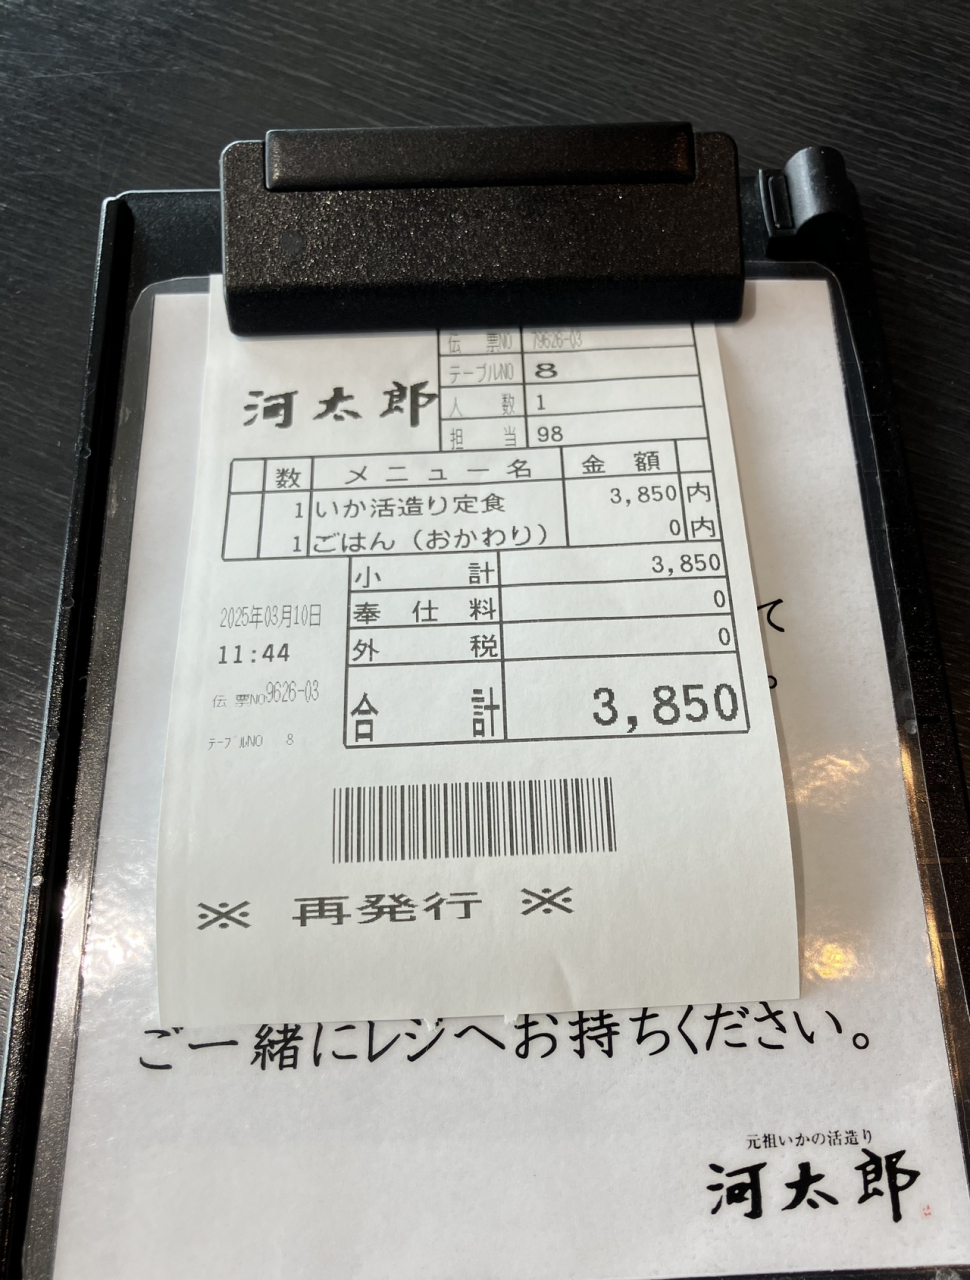 伝票NO 79626-03
テーブルNO 8
河太郎
人数 1
担当 98
数 メニュー名 金額
1 いか活造り定食 3,850 内
1 ごはん（おかわり） 0 内
小計 3,850
奉仕料 0
外税 0
合計 3,850
2025年03月10日
11:44
伝票NO9626-03
テーブルNO 8
※ 再発行 ※
て
。
ご一緒にレジへお持ちください。
元祖いかの活造り
河太郎